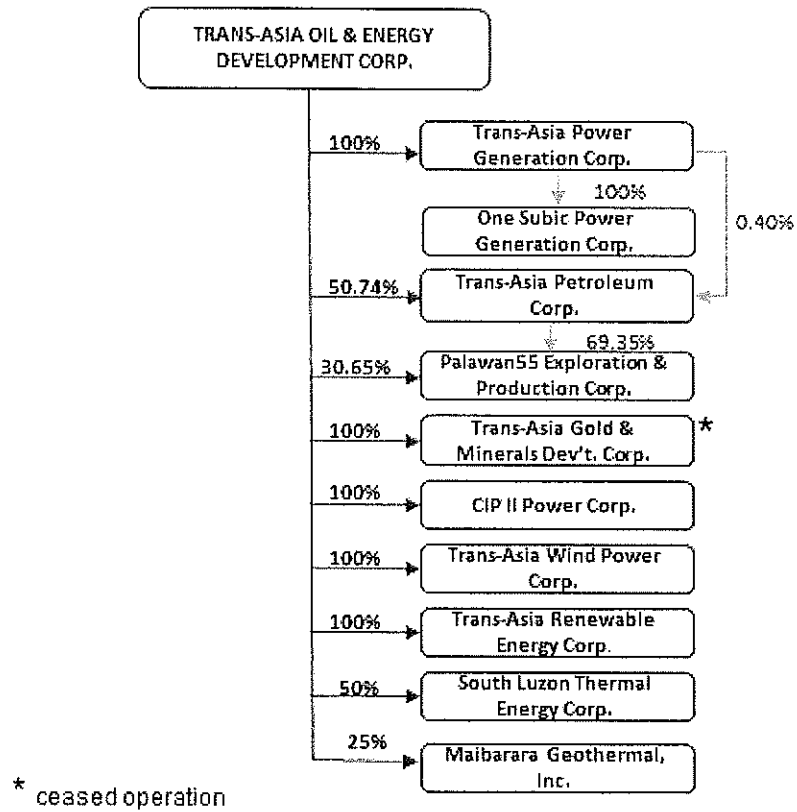 TRANS-ASIA OIL & ENERGY
DEVELOPMENT CORP.
100%
Trans-Asia Power
Generation Corp.
100%
0.40%
One Subic Power
Generation Corp.
50.74%
Trans-Asia Petroleum
Corp.
69.35%
30.65%
Palawan55 Exploration &
Production Corp.
100%
Trans-Asia Gold &
Minerals Dev't. Corp.
*
100%
CIP II Power Corp.
100%
Trans-Asia Wind Power
Corp.
100%
Trans-Asia Renewable
Energy Corp.
50%
South Luzon Thermal
Energy Corp.
25%
Maibarara Geothermal,
Inc.
* ceased operation